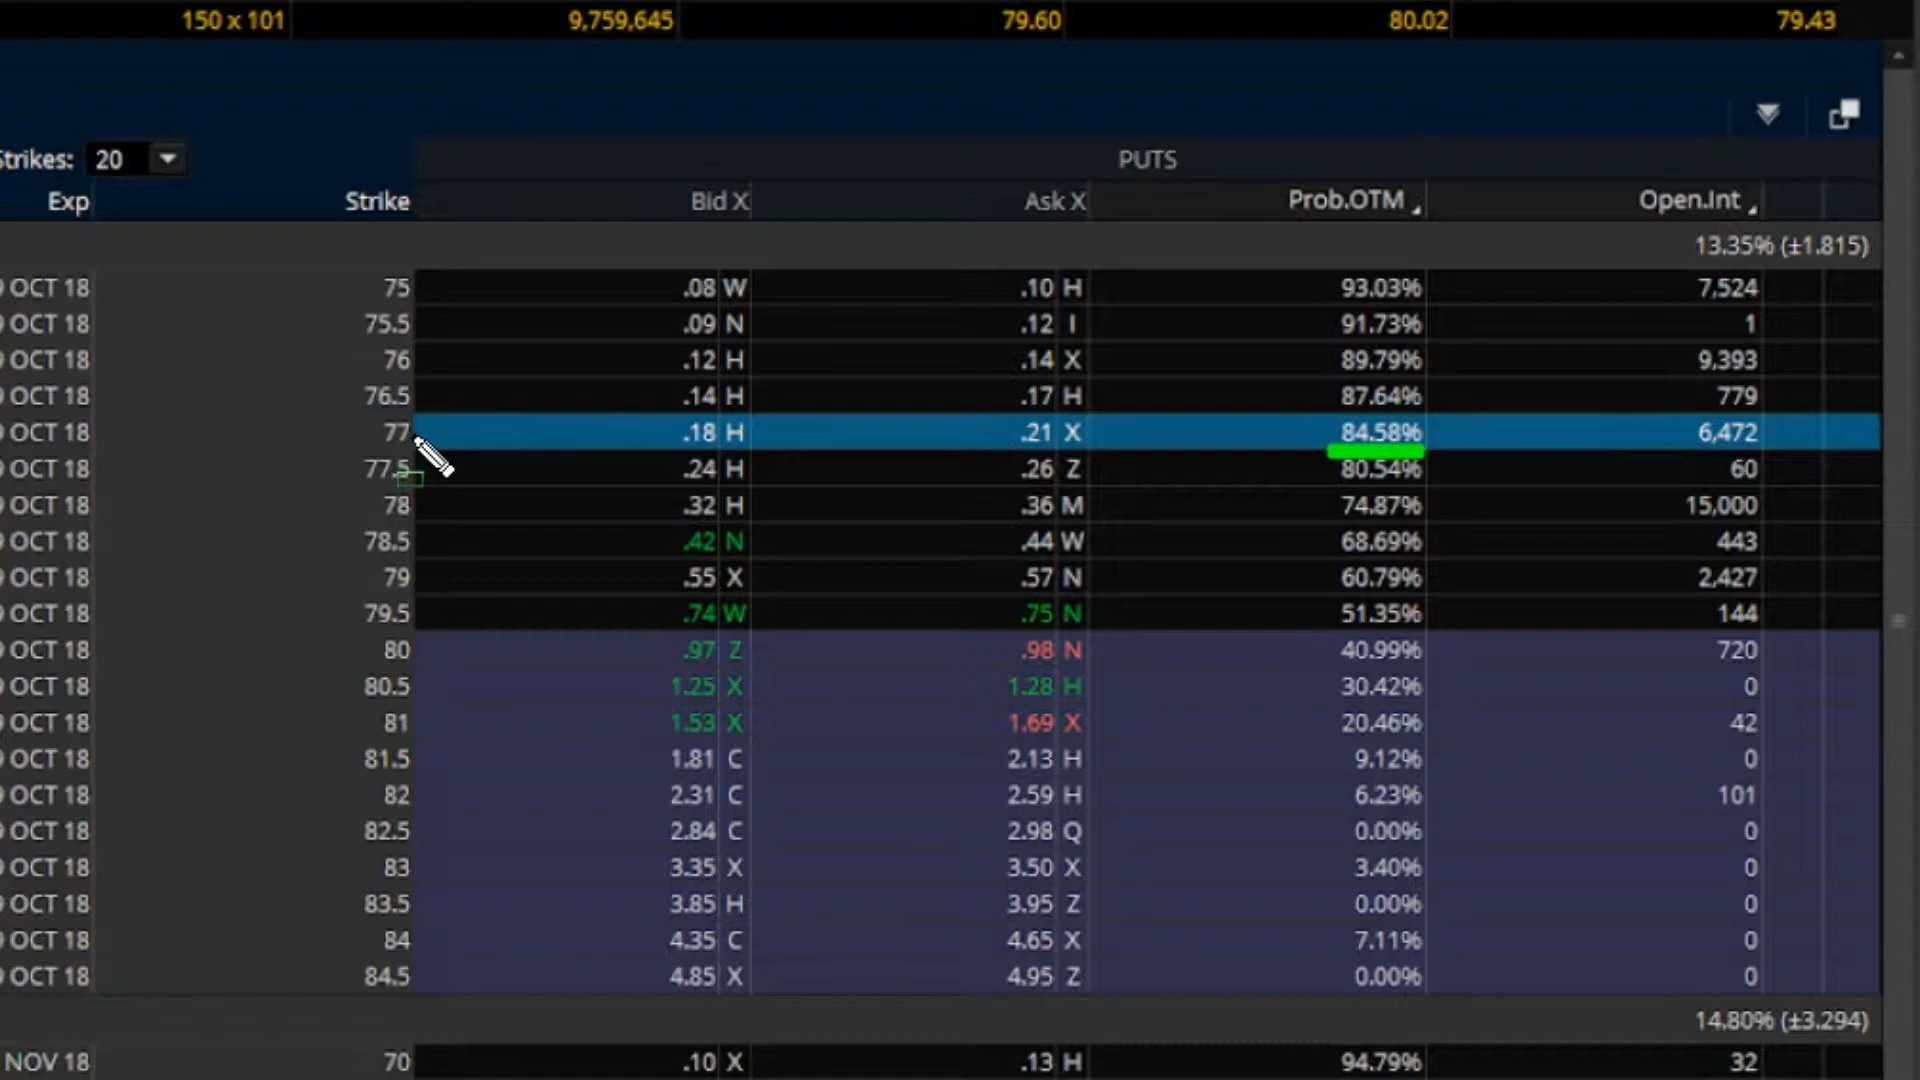 150 x 101 9,759,645 79.60 80.02 79.43
Strikes: 20 PUTS
Exp Strike Bid X Ask X Prob.OTM Open.Int
13.35% (±1.815)
OCT 18 75 .08 W .10 H 93.03% 7,524
OCT 18 75.5 .09 N .12 I 91.73% 1
OCT 18 76 .12 H .14 X 89.79% 9,393
OCT 18 76.5 .14 H .17 H 87.64% 779
OCT 18 77 .18 H .21 X 84.58% 6,472
OCT 18 77.5 .24 H .26 Z 80.54% 60
OCT 18 78 .32 H .36 M 74.87% 15,000
OCT 18 78.5 .42 N .44 W 68.69% 443
OCT 18 79 .55 X .57 N 60.79% 2,427
OCT 18 79.5 .74 W .75 N 51.35% 144
OCT 18 80 .97 Z .98 N 40.99% 720
OCT 18 80.5 1.25 X 1.28 H 30.42% 0
OCT 18 81 1.53 X 1.69 X 20.46% 42
OCT 18 81.5 1.81 C 2.13 H 9.12% 0
OCT 18 82 2.31 C 2.59 H 6.23% 101
OCT 18 82.5 2.84 C 2.98 Q 0.00% 0
OCT 18 83 3.35 X 3.50 X 3.40% 0
OCT 18 83.5 3.85 H 3.95 Z 0.00% 0
OCT 18 84 4.35 C 4.65 X 7.11% 0
OCT 18 84.5 4.85 X 4.95 Z 0.00% 0
14.80% (±3.294)
NOV 18 70 .10 X .13 H 94.79% 32